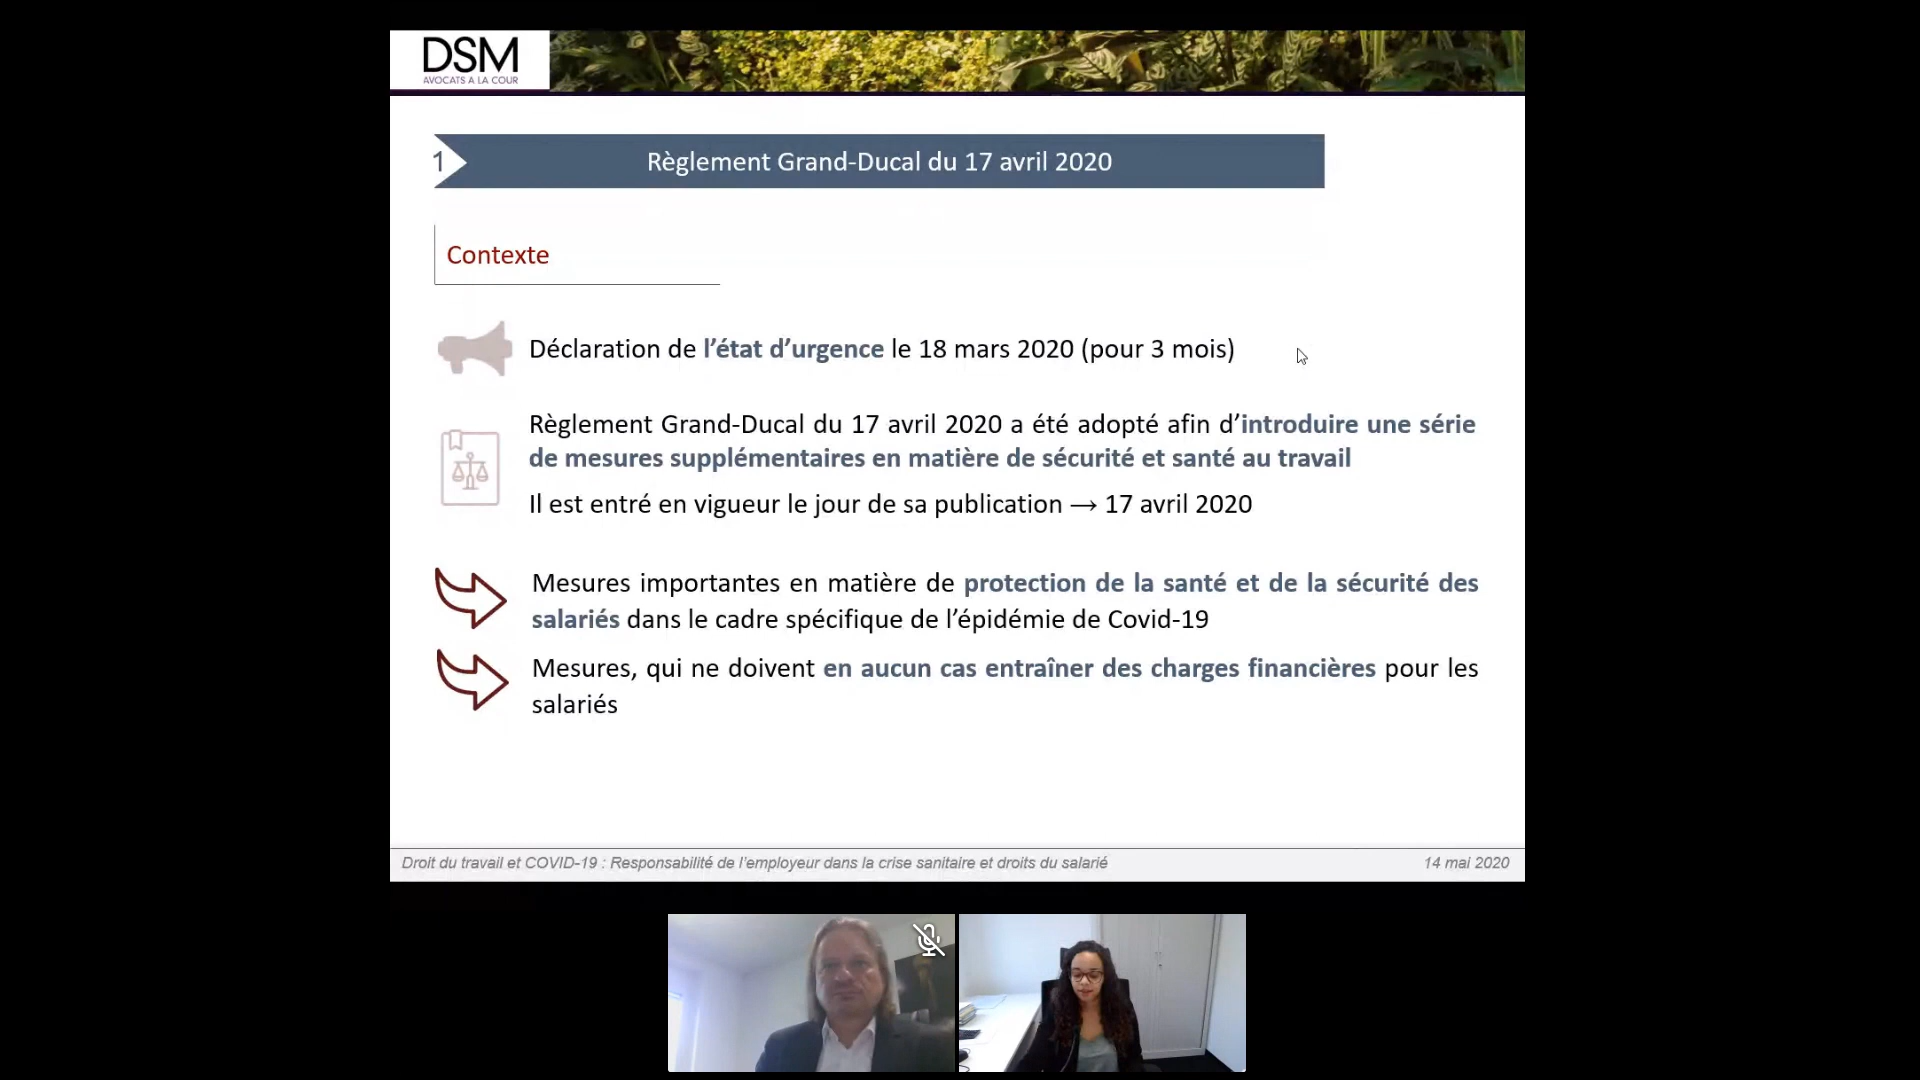 DSM
AVOCATS A LA COUR
1
Règlement Grand-Ducal du 17 avril 2020
Contexte
Déclaration de l’état d’urgence le 18 mars 2020 (pour 3 mois)
Règlement Grand-Ducal du 17 avril 2020 a été adopté afin d’introduire une série
de mesures supplémentaires en matière de sécurité et santé au travail
Il est entré en vigueur le jour de sa publication → 17 avril 2020
Mesures importantes en matière de protection de la santé et de la sécurité des
salariés dans le cadre spécifique de l’épidémie de Covid-19
Mesures, qui ne doivent en aucun cas entraîner des charges financières pour les
salariés
Droit du travail et COVID-19 : Responsabilité de l’employeur dans la crise sanitaire et droits du salarié
14 mai 2020